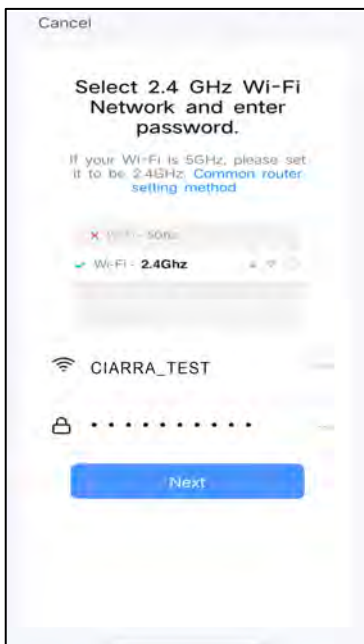 Cancel
Select 2.4 GHz Wi-Fi
Network and enter
password.
If your Wi-Fi is 5GHz, please set
it to be 2.4GHz. Common router
setting method
Wi-Fi - 5Ghz
Wi-Fi - 2.4Ghz
CIARRA_TEST
Next